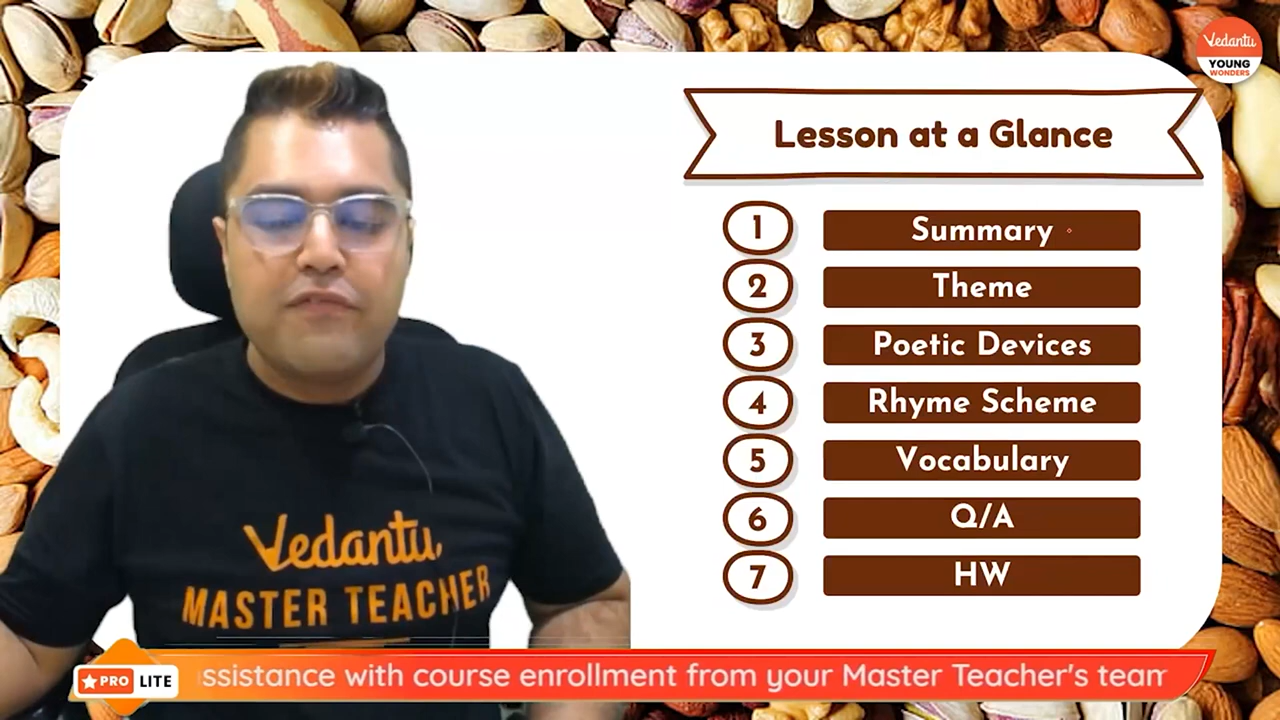 Vedantu
YOUNG
WONDERS
Lesson at a Glance
1 Summary
2 Theme
3 Poetic Devices
4 Rhyme Scheme
5 Vocabulary
6 Q/A
7 HW
Vedantu
MASTER TEACHER
PRO LITE
ssistance with course enrollment from your Master Teacher's team